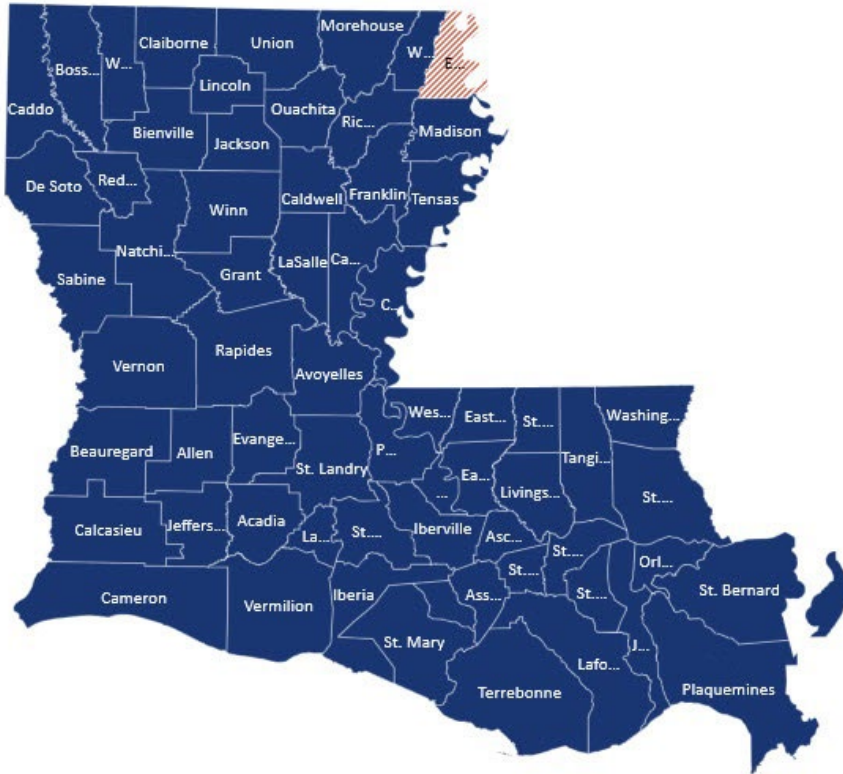 Morehouse
Claiborne
Union
W...
E...
Boss...
W...
Lincoln
Caddo
Ouachita
Ric...
Madison
Bienville
Jackson
De Soto
Red...
Caldwell
Franklin
Tensas
Winn
Natchi...
LaSalle
Ca...
Sabine
Grant
C...
Vernon
Rapides
Avoyelles
Wes...
East...
St....
Washing...
Beauregard
Allen
Evange...
St. Landry
P...
Tangi...
...
Ea...
Livings...
St....
Calcasieu
Jeffers...
Acadia
La...
St....
Iberville
Asc...
St....
St....
Orl...
Cameron
Vermilion
Iberia
Ass...
St....
St. Bernard
St. Mary
J...
Lafo...
Terrebonne
Plaquemines